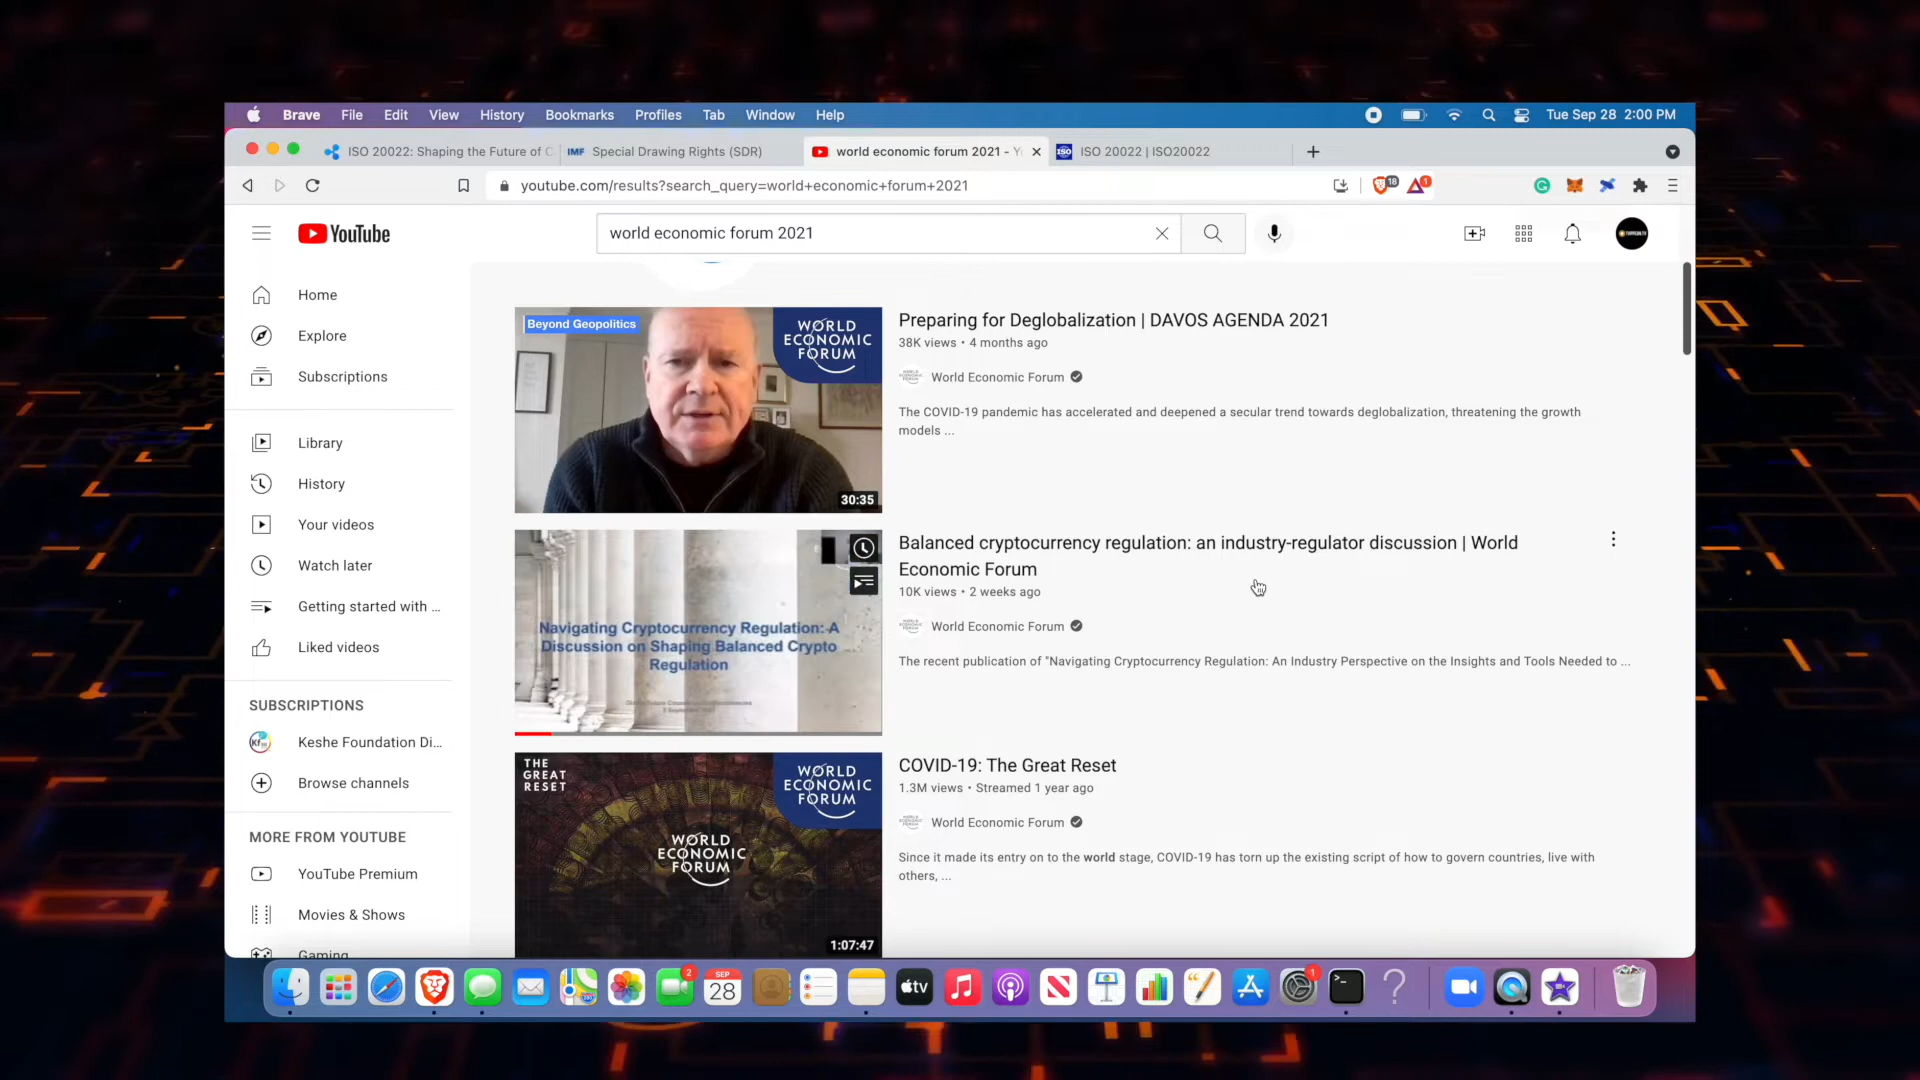 Brave File Edit View History Bookmarks Profiles Tab Window Help Tue Sep 28 2:00 PM
ISO 20022: Shaping the Future of C IMF Special Drawing Rights (SDR) world economic forum 2021 - Y ISO ISO 20022 | ISO20022
youtube.com/results?search_query=world+economic+forum+2021 18 1
YouTube world economic forum 2021
Home
Explore
Subscriptions
Library
History
Your videos
Watch later
Getting started with ...
Liked videos
SUBSCRIPTIONS
Keshe Foundation Di...
Browse channels
MORE FROM YOUTUBE
YouTube Premium
Movies & Shows
Gaming
Beyond Geopolitics
WORLD
ECONOMIC
FORUM
30:35
Preparing for Deglobalization | DAVOS AGENDA 2021
38K views • 4 months ago
World Economic Forum
The COVID-19 pandemic has accelerated and deepened a secular trend towards deglobalization, threatening the growth
models ...
Navigating Cryptocurrency Regulation: A
Discussion on Shaping Balanced Crypto
Regulation
Balanced cryptocurrency regulation: an industry-regulator discussion | World
Economic Forum
10K views • 2 weeks ago
World Economic Forum
The recent publication of "Navigating Cryptocurrency Regulation: An Industry Perspective on the Insights and Tools Needed to ...
THE
GREAT
RESET
WORLD
ECONOMIC
FORUM
WORLD
ECONOMIC
FORUM
1:07:47
COVID-19: The Great Reset
1.3M views • Streamed 1 year ago
World Economic Forum
Since it made its entry on to the world stage, COVID-19 has torn up the existing script of how to govern countries, live with
others, ...
2 SEP 28 tv 1